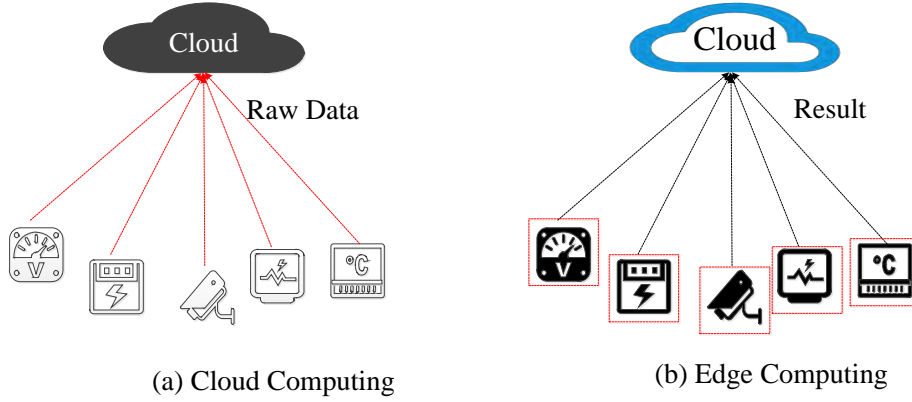 Cloud
Raw Data
V
°C
(a) Cloud Computing
Cloud
Result
V
°C
(b) Edge Computing